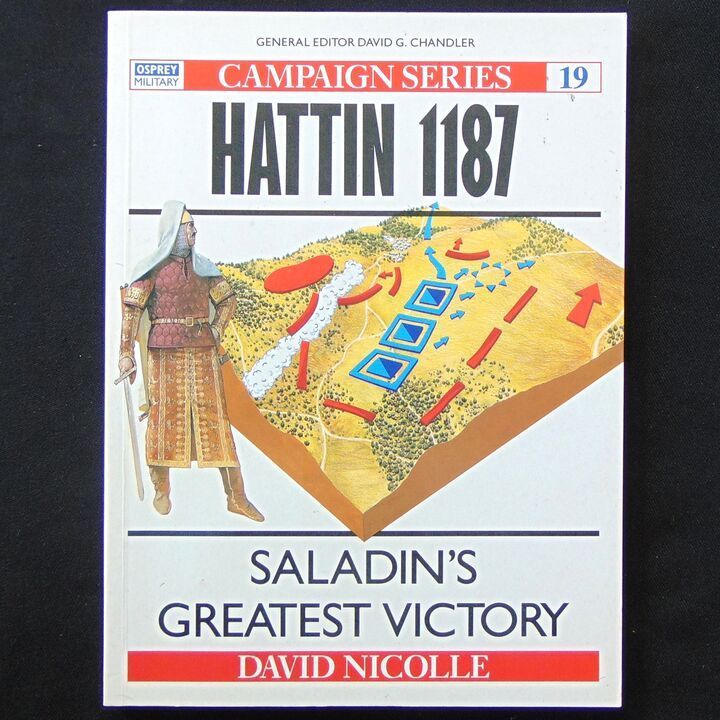 GENERAL EDITOR DAVID G. CHANDLER
OSPREY
MILITARY
CAMPAIGN SERIES
19
HATTIN 1187
SALADIN'S
GREATEST VICTORY
DAVID NICOLLE